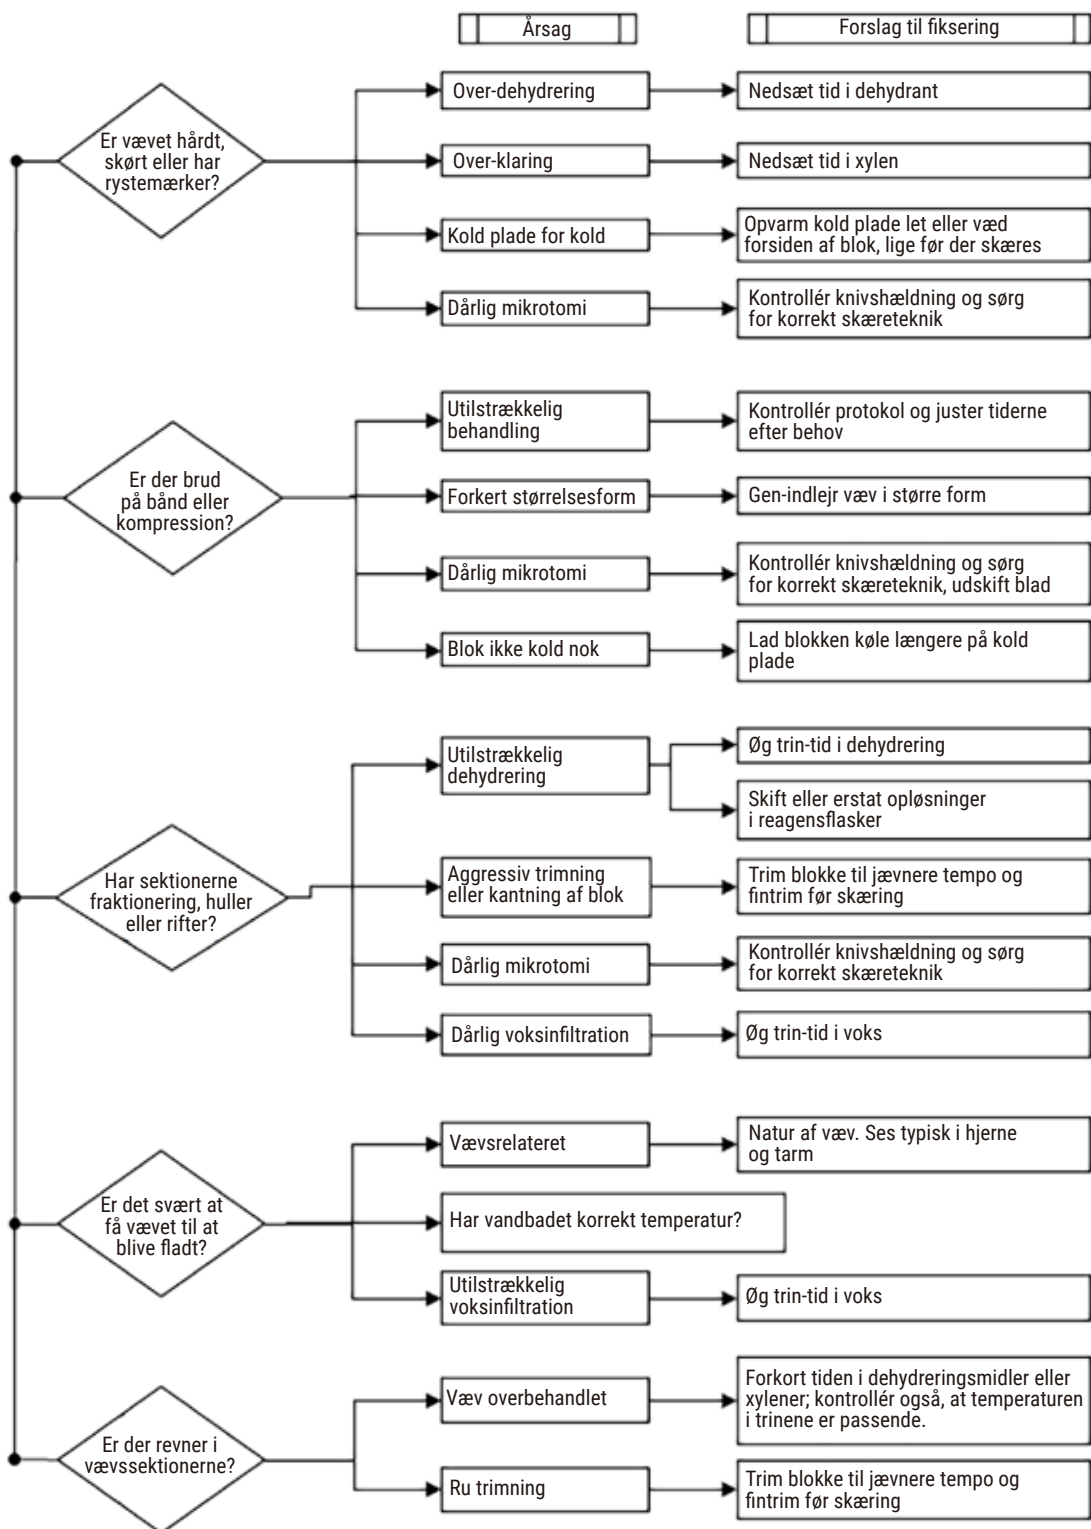 Årsag
Forslag til fiksering
Er vævet hårdt,
skørt eller har
rystemærker?
Over-dehydrering
Nedsæt tid i dehydrant
Over-klaring
Nedsæt tid i xylen
Kold plade for kold
Opvarm kold plade let eller væd
forsiden af blok, lige før der skæres
Dårlig mikrotomi
Kontrollér knivshældning og sørg
for korrekt skæreteknik
Er der brud
på bånd eller
kompression?
Utilstrækkelig
behandling
Kontrollér protokol og juster tiderne
efter behov
Forkert størrelsesform
Gen-indlejr væv i større form
Dårlig mikrotomi
Kontrollér knivshældning og sørg
for korrekt skæreteknik, udskift blad
Blok ikke kold nok
Lad blokken køle længere på kold
plade
Har sektionerne
fraktionering, huller
eller rifter?
Utilstrækkelig
dehydrering
Øg trin-tid i dehydrering
Skift eller erstat opløsninger
i reagensflasker
Aggressiv trimning
eller kantning af blok
Trim blokke til jævnere tempo og
fintrim før skæring
Dårlig mikrotomi
Kontrollér knivshældning og sørg
for korrekt skæreteknik
Dårlig voksinfiltration
Øg trin-tid i voks
Er det svært at
få vævet til at
blive fladt?
Vævsrelateret
Natur af væv. Ses typisk i hjerne
og tarm
Har vandbadet korrekt temperatur?
Utilstrækkelig
voksinfiltration
Øg trin-tid i voks
Er der revner i
vævssektionerne?
Væv overbehandlet
Forkort tiden i dehydreringsmidler eller
xylener; kontrollér også, at temperaturen
i trinene er passende.
Ru trimning
Trim blokke til jævnere tempo og
fintrim før skæring